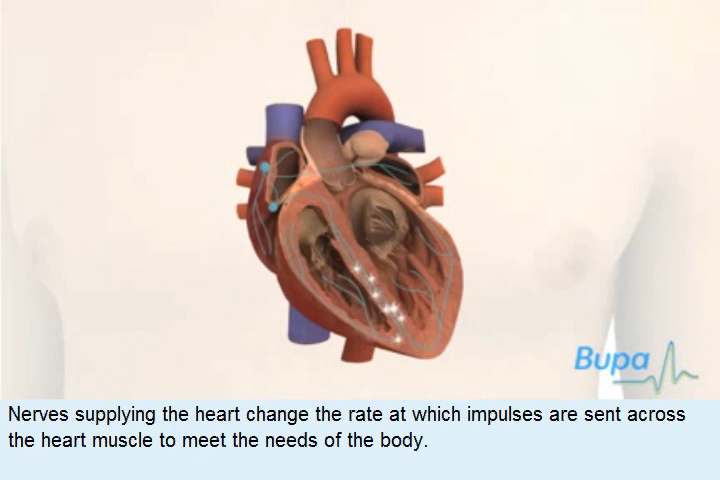 Bupa
Nerves supplying the heart change the rate at which impulses are sent across
the heart muscle to meet the needs of the body.